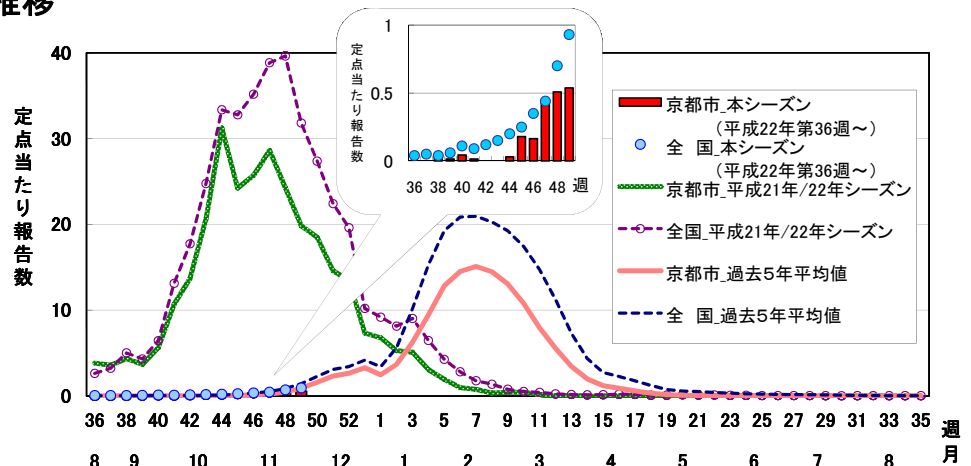 推移
40
30
20
10
0
定点当たり報告数
1
0.5
0
定点当たり報告数
36 38 40 42 44 46 48 週
京都市_本シーズン
(平成22年第36週～)
全　国_本シーズン
(平成22年第36週～)
京都市_平成21年/22年シーズン
全国_平成21年/22年シーズン
京都市_過去5年平均値
全　国_過去5年平均値
36 38 40 42 44 46 48 50 52 1 3 5 7 9 11 13 15 17 19 21 23 25 27 29 31 33 35 週
8 9 10 11 12 1 2 3 4 5 6 7 8 月